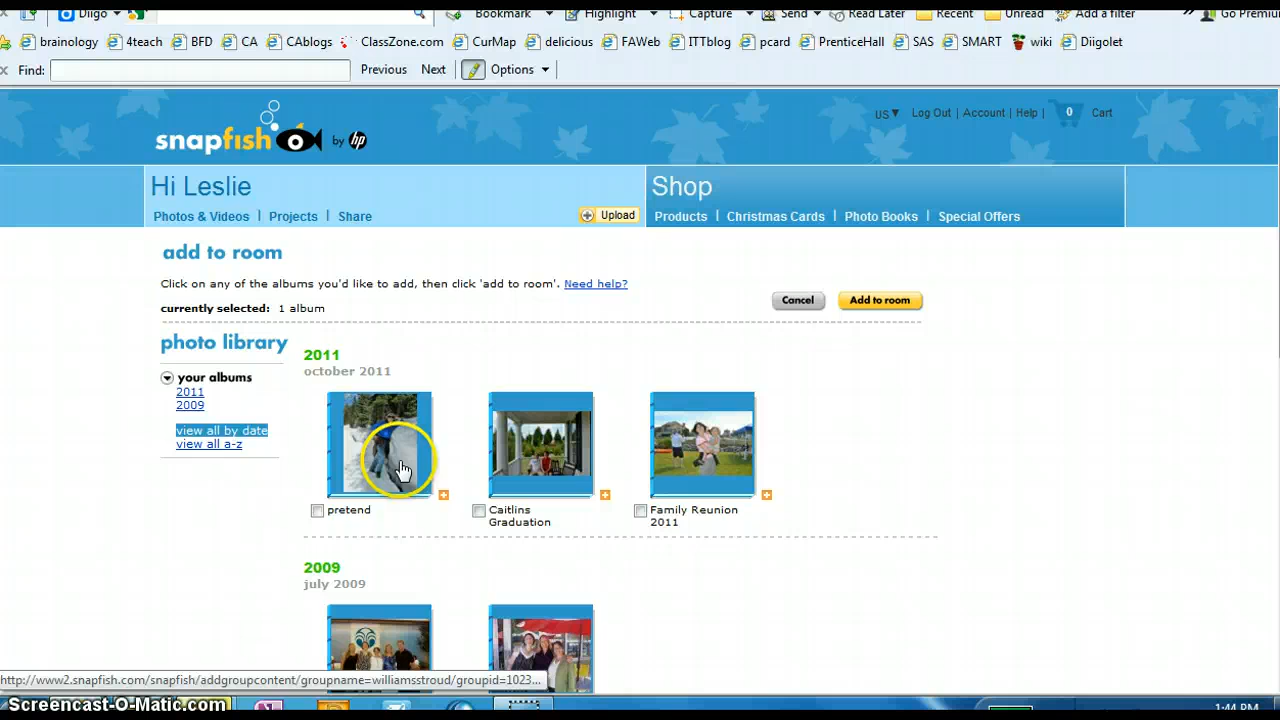 Diigo Bookmark Highlight Capture Send Read Later Recent Unread Add a filter » Go Premium
brainology 4teach BFD CA CAblogs ClassZone.com CurMap delicious FAWeb ITTblog pcard PrenticeHall SAS SMART wiki Diigolet
x Find: Previous Next Options
snapfish by hp
US▼ Log Out | Account | Help | 0 Cart
Hi Leslie
Shop
Photos & Videos | Projects | Share
Upload
Products | Christmas Cards / Photo Books / Special Offers
add to room
Click on any of the albums you'd like to add, then click 'add to room'. Need help?
Cancel Add to room
currently selected: 1 album
photo library
your albums
2011
2009
view all by date
view all a-z
2011
october 2011
pretend
Caitlins
Graduation
Family Reunion
2011
2009
july 2009
http://www2.snapfish.com/snapfish/addgroupcontent/groupname=williamsstroud/groupid=1023...
Screencast-O-Matic.com
1:44 PM